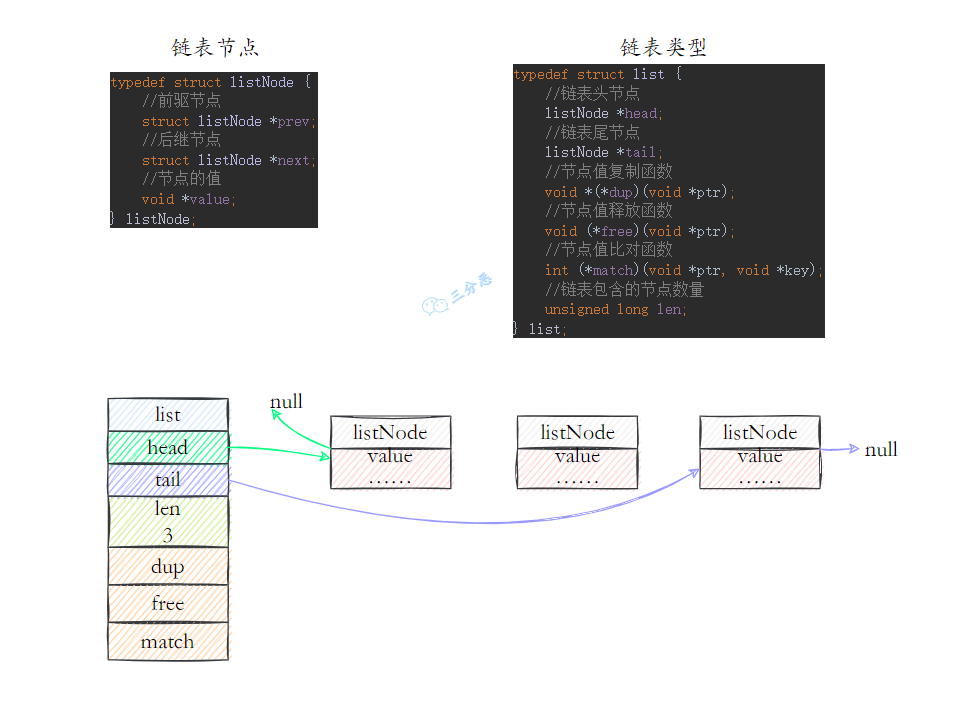 链表节点
typedef struct listNode {
//前驱节点
struct listNode *prev;
//后继节点
struct listNode *next;
//节点的值
void *value;
} listNode;
链表类型
typedef struct list {
//链表头节点
listNode *head;
//链表尾节点
listNode *tail;
//节点值复制函数
void *(*dup)(void *ptr);
//节点值释放函数
void (*free)(void *ptr);
//节点值比对函数
int (*match)(void *ptr, void *key);
//链表包含的节点数量
unsigned long len;
} list;
三分恶
list
head
tail
len
3
dup
free
match
null
listNode
value
……
listNode
value
……
listNode
value
……
null